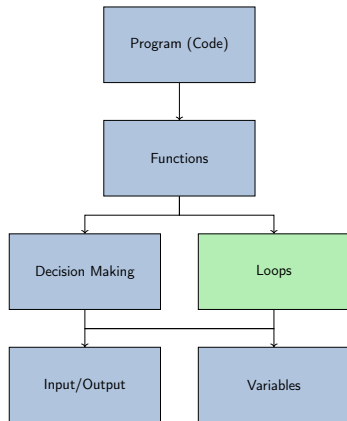 Program (Code)
Functions
Decision Making
Loops
Input/Output
Variables